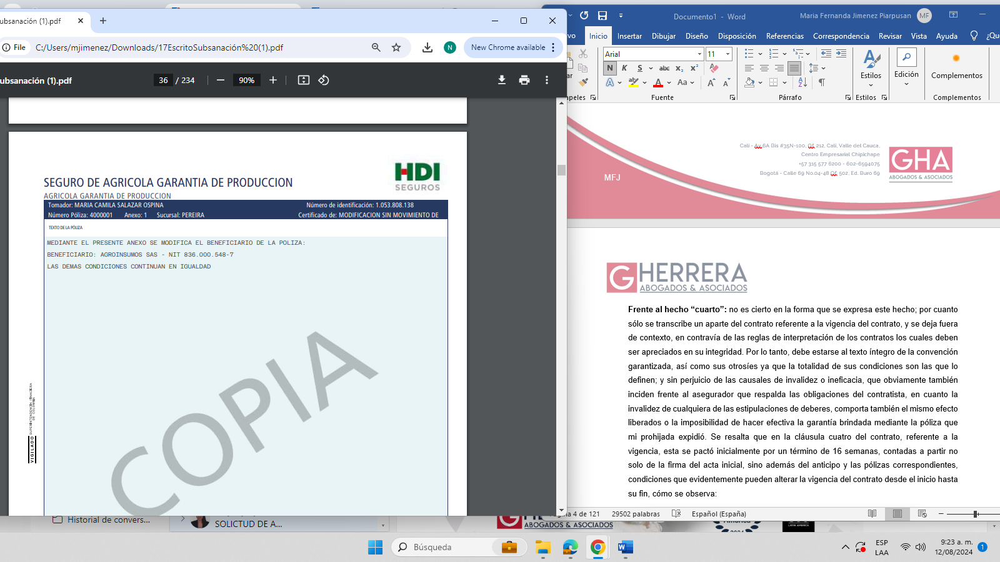 ubsanación (1).pdf
File
C:/Users/mjimenez/Downloads/17EscritoSubsanación%20(1).pdf
N
New Chrome available
ubsanación (1).pdf
36 / 234
90%
SEGURO DE AGRICOLA GARANTIA DE PRODUCCION
HDI
SEGUROS
AGRICOLA GARANTIA DE PRODUCCION
Tomador: MARIA CAMILA SALAZAR OSPINA Número de identificación: 1.053.808.138
Número Póliza: 4000001 Anexo: 1 Sucursal: PEREIRA Certificado de: MODIFICACION SIN MOVIMIENTO DE
TEXTO DE LA PÓLIZA
MEDIANTE EL PRESENTE ANEXO SE MODIFICA EL BENEFICIARIO DE LA POLIZA:
BENEFICIARIO: AGROINSUMOS SAS - NIT 836.000.548-7
LAS DEMAS CONDICIONES CONTINUAN EN IGUALDAD
COPIA
VIGILADO SUPERINTENDENCIA FINACIERA
DE COLOMBIA
Historial de convers...
SOLICTUD DE A...
Documento1 - Word
Maria Fernanda Jimenez Piarpusan
MF
vo Inicio Insertar Dibujar Diseño Disposición Referencias Correspondencia Revisar Vista Ayuda ¿Qu
Arial 11
ar
N K S abc x₂ x²
A ab A Aa A A
Estilos
Edición
Complementos
apeles Fuente Párrafo Estilos Complementos
Cali - Av 6A Bis #35N-100, Of. 212, Cali, Valle del Cauca,
Centro Empresarial Chipichape
+57 315 577 6200 - 602-6594075
Bogotá - Calle 69 No.04-48 Of. 502, Ed. Buro 69
GHA
ABOGADOS & ASOCIADOS
MFJ
GHERRERA
ABOGADOS & ASOCIADOS
Frente al hecho “cuarto”: no es cierto en la forma que se expresa este hecho; por cuanto
sólo se transcribe un aparte del contrato referente a la vigencia del contrato, y se deja fuera
de contexto, en contravía de las reglas de interpretación de los contratos los cuales deben
ser apreciados en su integridad. Por lo tanto, debe estarse al texto íntegro de la convención
garantizada, así como sus otrosíes ya que la totalidad de sus condiciones son las que lo
definen; y sin perjuicio de las causales de invalidez o ineficacia, que obviamente también
inciden frente al asegurador que respalda las obligaciones del contratista, en cuanto la
invalidez de cualquiera de las estipulaciones de deberes, comporta también el mismo efecto
liberados o la imposibilidad de hacer efectiva la garantía brindada mediante la póliza que
mi prohijada expidió. Se resalta que en la cláusula cuatro del contrato, referente a la
vigencia, esta se pactó inicialmente por un término de 16 semanas, contadas a partir no
solo de la firma del acta inicial, sino además del anticipo y las pólizas correspondientes,
condiciones que evidentemente pueden alterar la vigencia del contrato desde el inicio hasta
su fin, cómo se observa:
gina 4 de 121 29502 palabras Español (España)
ABOGADOS & ASOCIADOS
LATIN AMERICA
Búsqueda
ESP
LAA
9:23 a. m.
12/08/2024
1